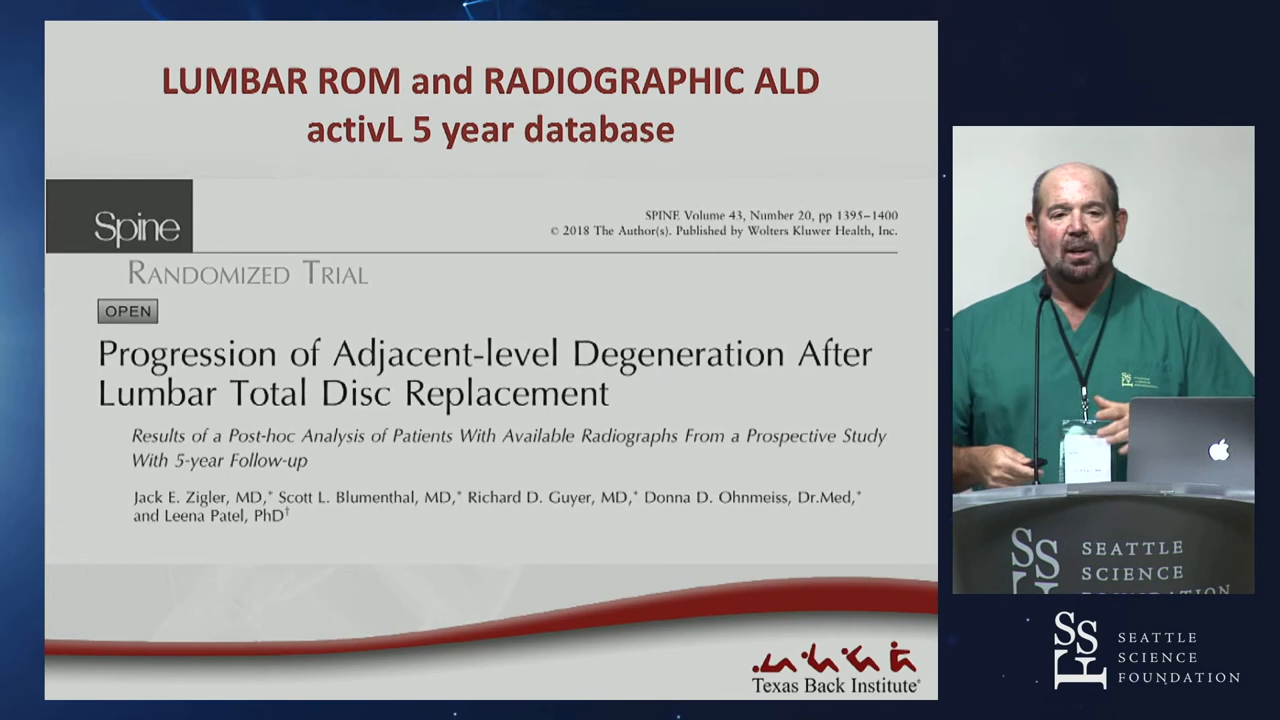 LUMBAR ROM and RADIOGRAPHIC ALD
activL 5 year database
Spine
SPINE Volume 43, Number 20, pp 1395–1400
© 2018 The Author(s). Published by Wolters Kluwer Health, Inc.
RANDOMIZED TRIAL
OPEN
Progression of Adjacent-level Degeneration After
Lumbar Total Disc Replacement
Results of a Post-hoc Analysis of Patients With Available Radiographs From a Prospective Study
With 5-year Follow-up
Jack E. Zigler, MD,* Scott L. Blumenthal, MD,* Richard D. Guyer, MD,* Donna D. Ohnmeiss, Dr.Med,*
and Leena Patel, PhD†
Texas Back Institute®
SSF
SEATTLE
SCIENCE
FOUNDATION
SSF
SEATTLE
SCIENCE
FOUNDATION